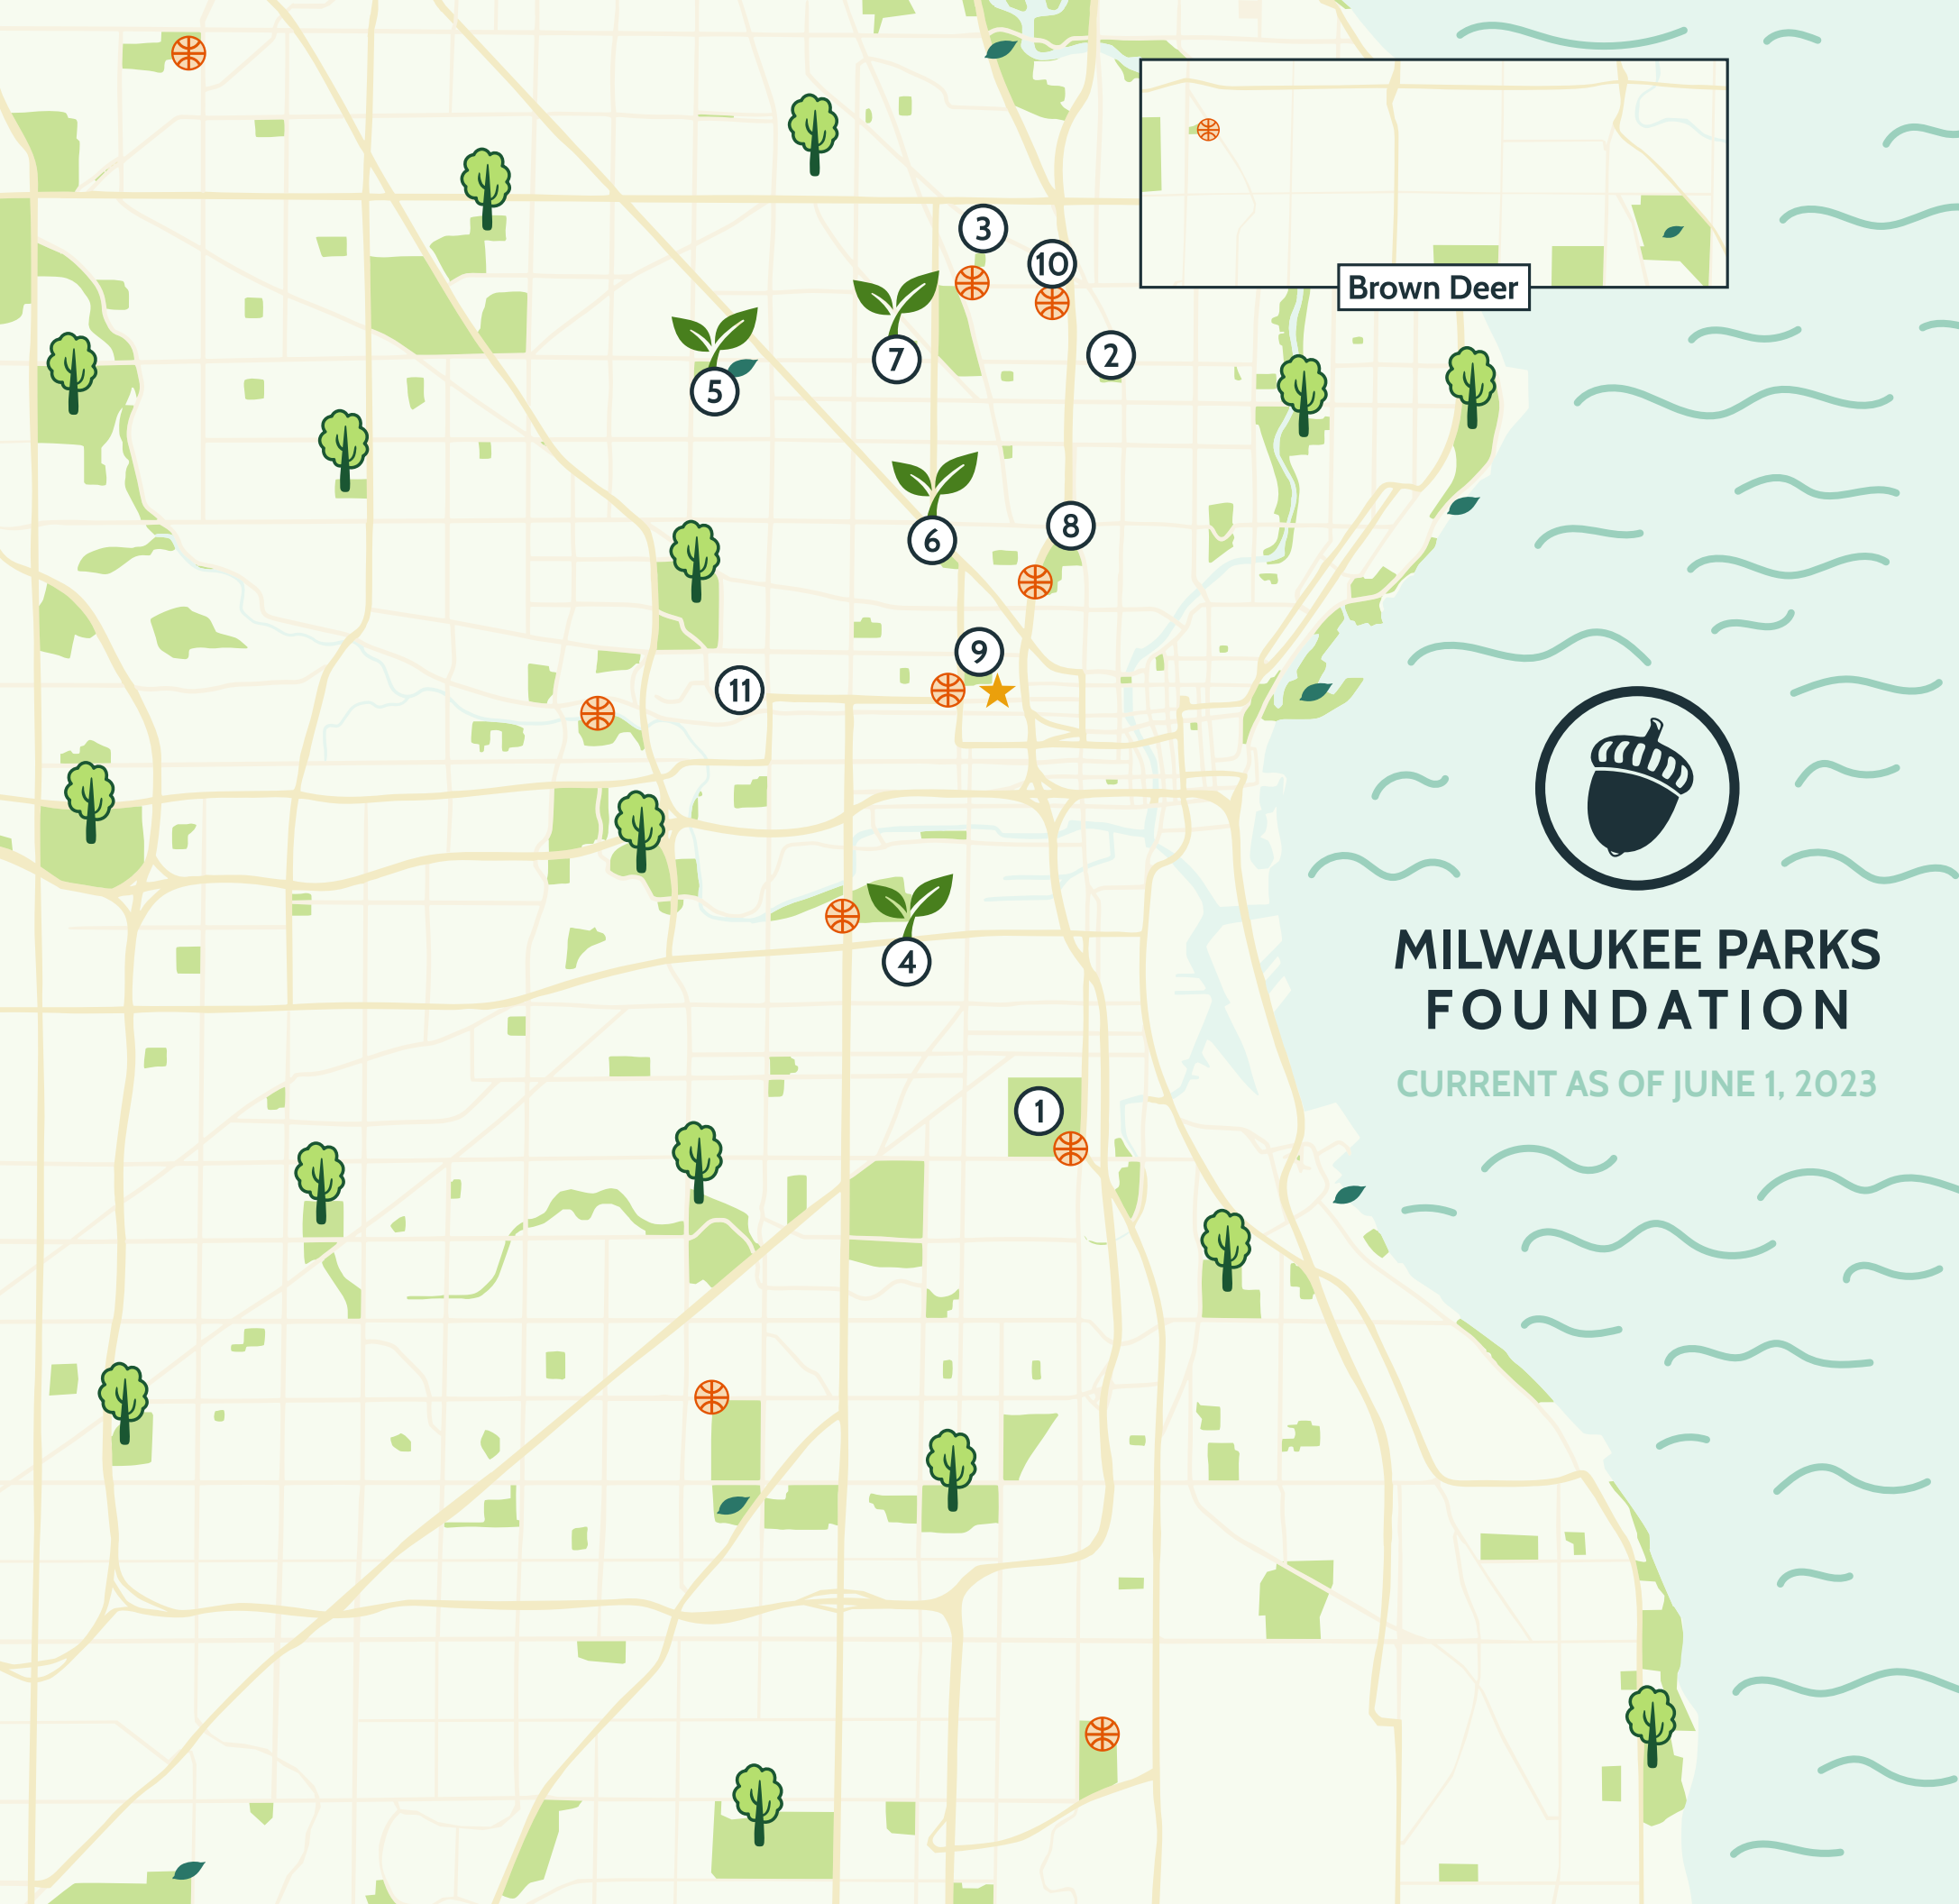 3
10
Brown Deer
7
2
5
8
6
9
11
MILWAUKEE PARKS
FOUNDATION
4
CURRENT AS OF JUNE 1, 2023
1